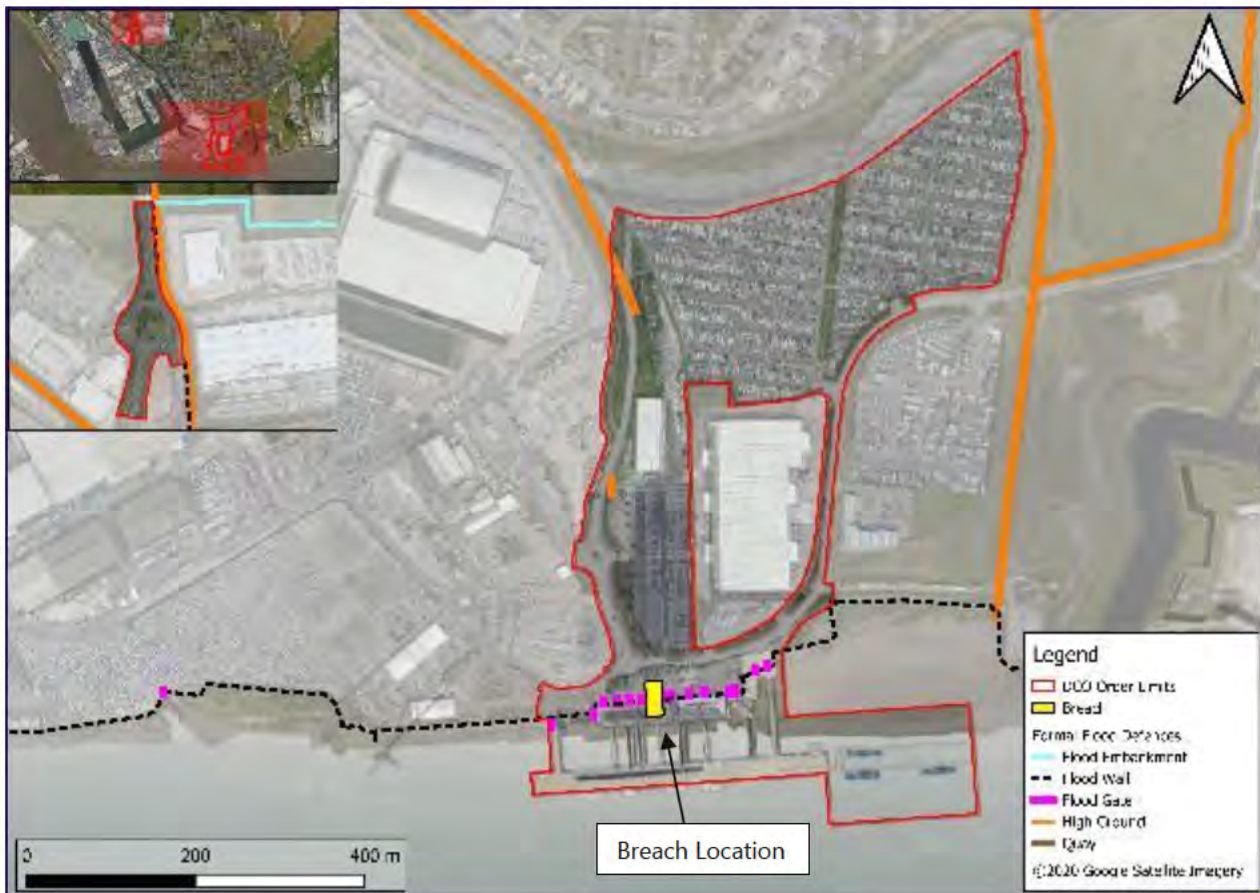 Legend
DCO Order Limits
Breach
Formal Flood Defences
Flood Embankment
Flood Wall
Flood Gate
High Ground
Quay
©2020 Google Satellite Imagery
Breach Location
0 200 400 m